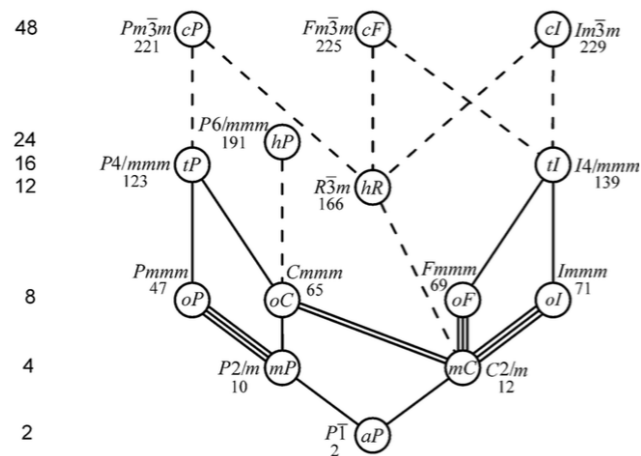 48 Pm3̅m 221 cP Fm3̅m 225 cF cI Im3̅m 229
24 P6/mmm 191 hP
16 P4/mmm 123 tP tI I4/mmm 139
12 R3̅m 166 hR
8 Pmmm 47 oP oC Cmmm 65 Fmmm 69 oF oI Immm 71
4 P2/m 10 mP mC C2/m 12
2 P1̅ 2 aP